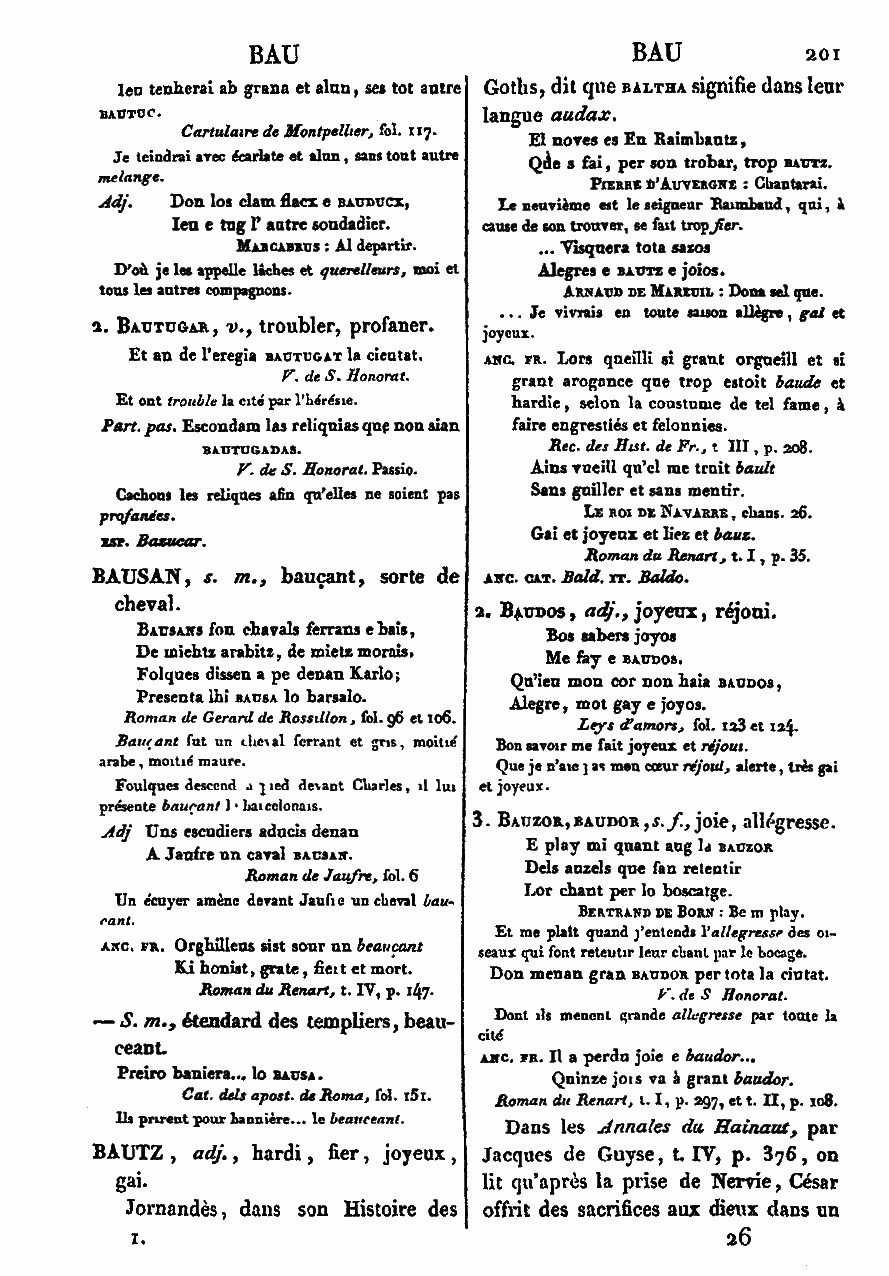 BAU
BAU 201
Ieu tenherai ab grana et alun, ses tot autre
BAUTUC.
Cartulaire de Montpellier, fol. 117.
Je teindrai avec écarlate et alun, sans tout autre
melange.
Adj. Don los clam flacx e BAUDUCX,
Ieu e tug l' autre soudadier.
MARCABRUS : Al departir.
D'où je les appelle lâches et querelleurs, moi et
tous les autres compagnons.
2. BAUTUGAR, v., troubler, profaner.
Et an de l'eregia BAUTUGAT la cieutat.
V. de S. Honorat.
Et ont trouble la cité par l'hérésie.
Part. pas. Escondam las reliquias que non sian
BAUTUGADAS.
V. de S. Honorat. Passio.
Cachons les reliques afin qu'elles ne soient pas
profanées.
ESP. Bazucar.
BAUSAN, s. m., bauçant, sorte de
cheval.
BAUSANS fon chavals ferrans e bais,
De miehtz arabitz, de mietz morais.
Folques dissen a pe denan Karlo;
Presenta lhi BAUSA lo barsalo.
Roman de Gerard de Rossillon, fol. 96 et 106.
Bauçant fut un cheval ferrant et gris, moitié
arabe, moitié maure.
Foulques descend a pied devant Charles, il lui
présente bauçant le barcelonais.
Adj Uns escudiers aducis denan
A Jaufre un caval BAUSAN.
Roman de Jaufre, fol. 6
Un écuyer amène devant Jaufre un cheval bau-
çant.
ANC. FR. Orghilleus sist sour un beauçant
Ki honist, grate, fiert et mort.
Roman du Renart, t. IV, p. 147.
— S. m., étendard des templiers, beau-
ceant.
Preiro baniera... lo BAUSA.
Cat. dels apost. de Roma, fol. 151.
Ils prirent pour bannière... le beauceant.
BAUTZ, adj., hardi, fier, joyeux,
gai.
Jornandès, dans son Histoire des
I.
Goths, dit que BALTHA signifie dans leur
langue audax.
El noves es En Raimbautz,
Que s fai, per son trobar, trop BAUTZ.
PIERRE D'AUVERGNE : Chantarai.
Le neuvième est le seigneur Raimbaud, qui, à
cause de son trouver, se fait trop fier.
... Visquera tota sazos
Alegres e BAUTZ e joios.
ARNAUD DE MAREUIL : Dona sel que.
... Je vivrais en toute saison allègre, gai et
joyeux.
ANC. FR. Lors queilli si grant orgueill et si
grant arogonce que trop estoit baude et
hardie, selon la coustume de tel fame, à
faire engrestiés et felonnies.
Rec. des Hist. de Fr., t III, p. 208.
Ains vueill qu'el me truit bault
Sans guiller et sans mentir.
LE ROI DE NAVARRE, chans. 26.
Gai et joyeux et liez et bauz.
Roman du Renart, t. I, p. 35.
ANC. CAT. Bald. IT. Baldo.
2. BAUDOS, adj., joyeux, réjoui.
Bos sabers joyos
Me fay e BAUDOS.
Qu'ieu mon cor non haia BAUDOS,
Alegre, mot gay e joyos.
Leys d'amors, fol. 123 et 124.
Bon savoir me fait joyeux et réjoui.
Que je n'aie pas mon cœur réjoui, alerte, très gai
et joyeux.
3. BAUZOR, BAUDOR, s. f., joie, allégresse.
E play mi quant aug la BAUZOR
Dels auzels que fan retentir
Lor chant per lo boscatge.
BERTRAND DE BORN : Be m play.
Et me plaît quand j'entends l'allegresse des oi-
seaux qui font retentir leur chant par le bocage.
Don menan gran BAUDOR per tota la ciutat.
V. de S Honorat.
Dont ils menent grande allegresse par toute la
cité
ANC. FR. Il a perdu joie e baudor...
Quinze jois va à grant baudor.
Roman du Renart, t. I, p. 297, et t. II, p. 108.
Dans les Annales du Hainaut, par
Jacques de Guyse, t. IV, p. 376, on
lit qu'après la prise de Nervie, César
offrit des sacrifices aux dieux dans un
26